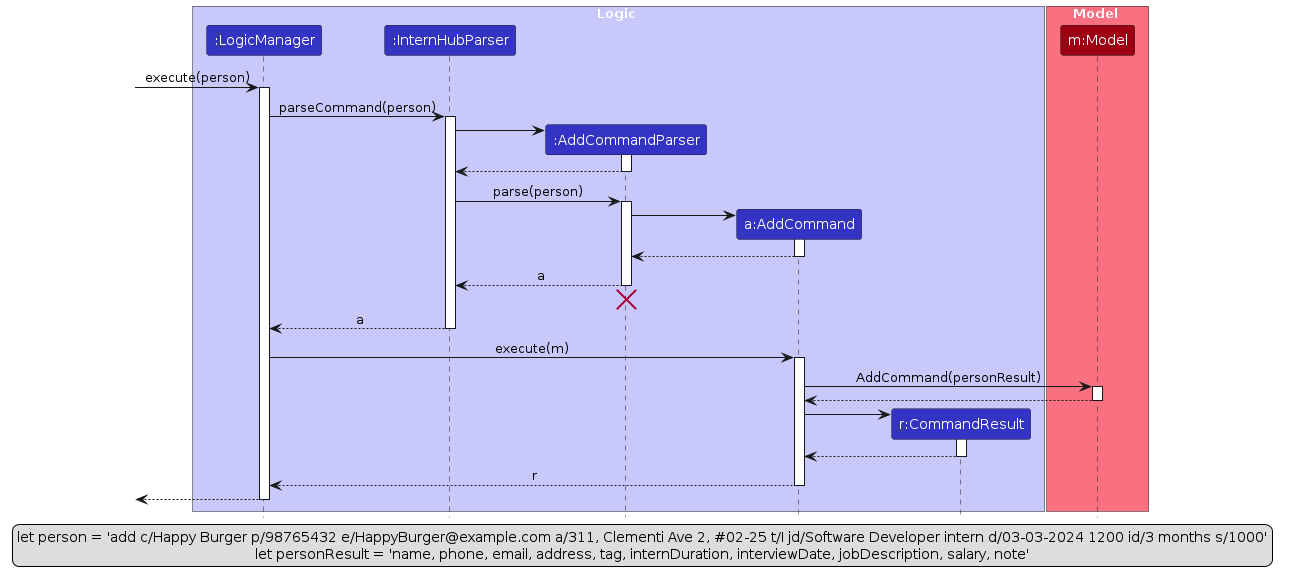 Logic
Model
:LogicManager
:InternHubParser
m:Model
execute(person)
parseCommand(person)
:AddCommandParser
parse(person)
a:AddCommand
a
a
execute(m)
AddCommand(personResult)
r:CommandResult
r
let person = 'add c/Happy Burger p/98765432 e/HappyBurger@example.com a/311, Clementi Ave 2, #02-25 t/I jd/Software Developer intern d/03-03-2024 1200 id/3 months s/1000'
let personResult = 'name, phone, email, address, tag, internDuration, interviewDate, jobDescription, salary, note'